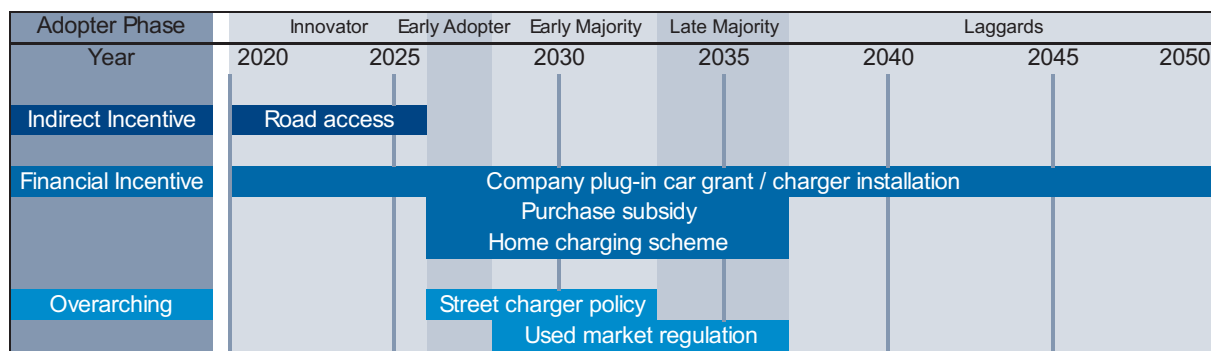 Adopter Phase Innovator Early Adopter Early Majority Late Majority Laggards
Year 2020 2025 2030 2035 2040 2045 2050
Indirect Incentive Road access
Financial Incentive Company plug-in car grant / charger installation
Purchase subsidy
Home charging scheme
Overarching Street charger policy
Used market regulation